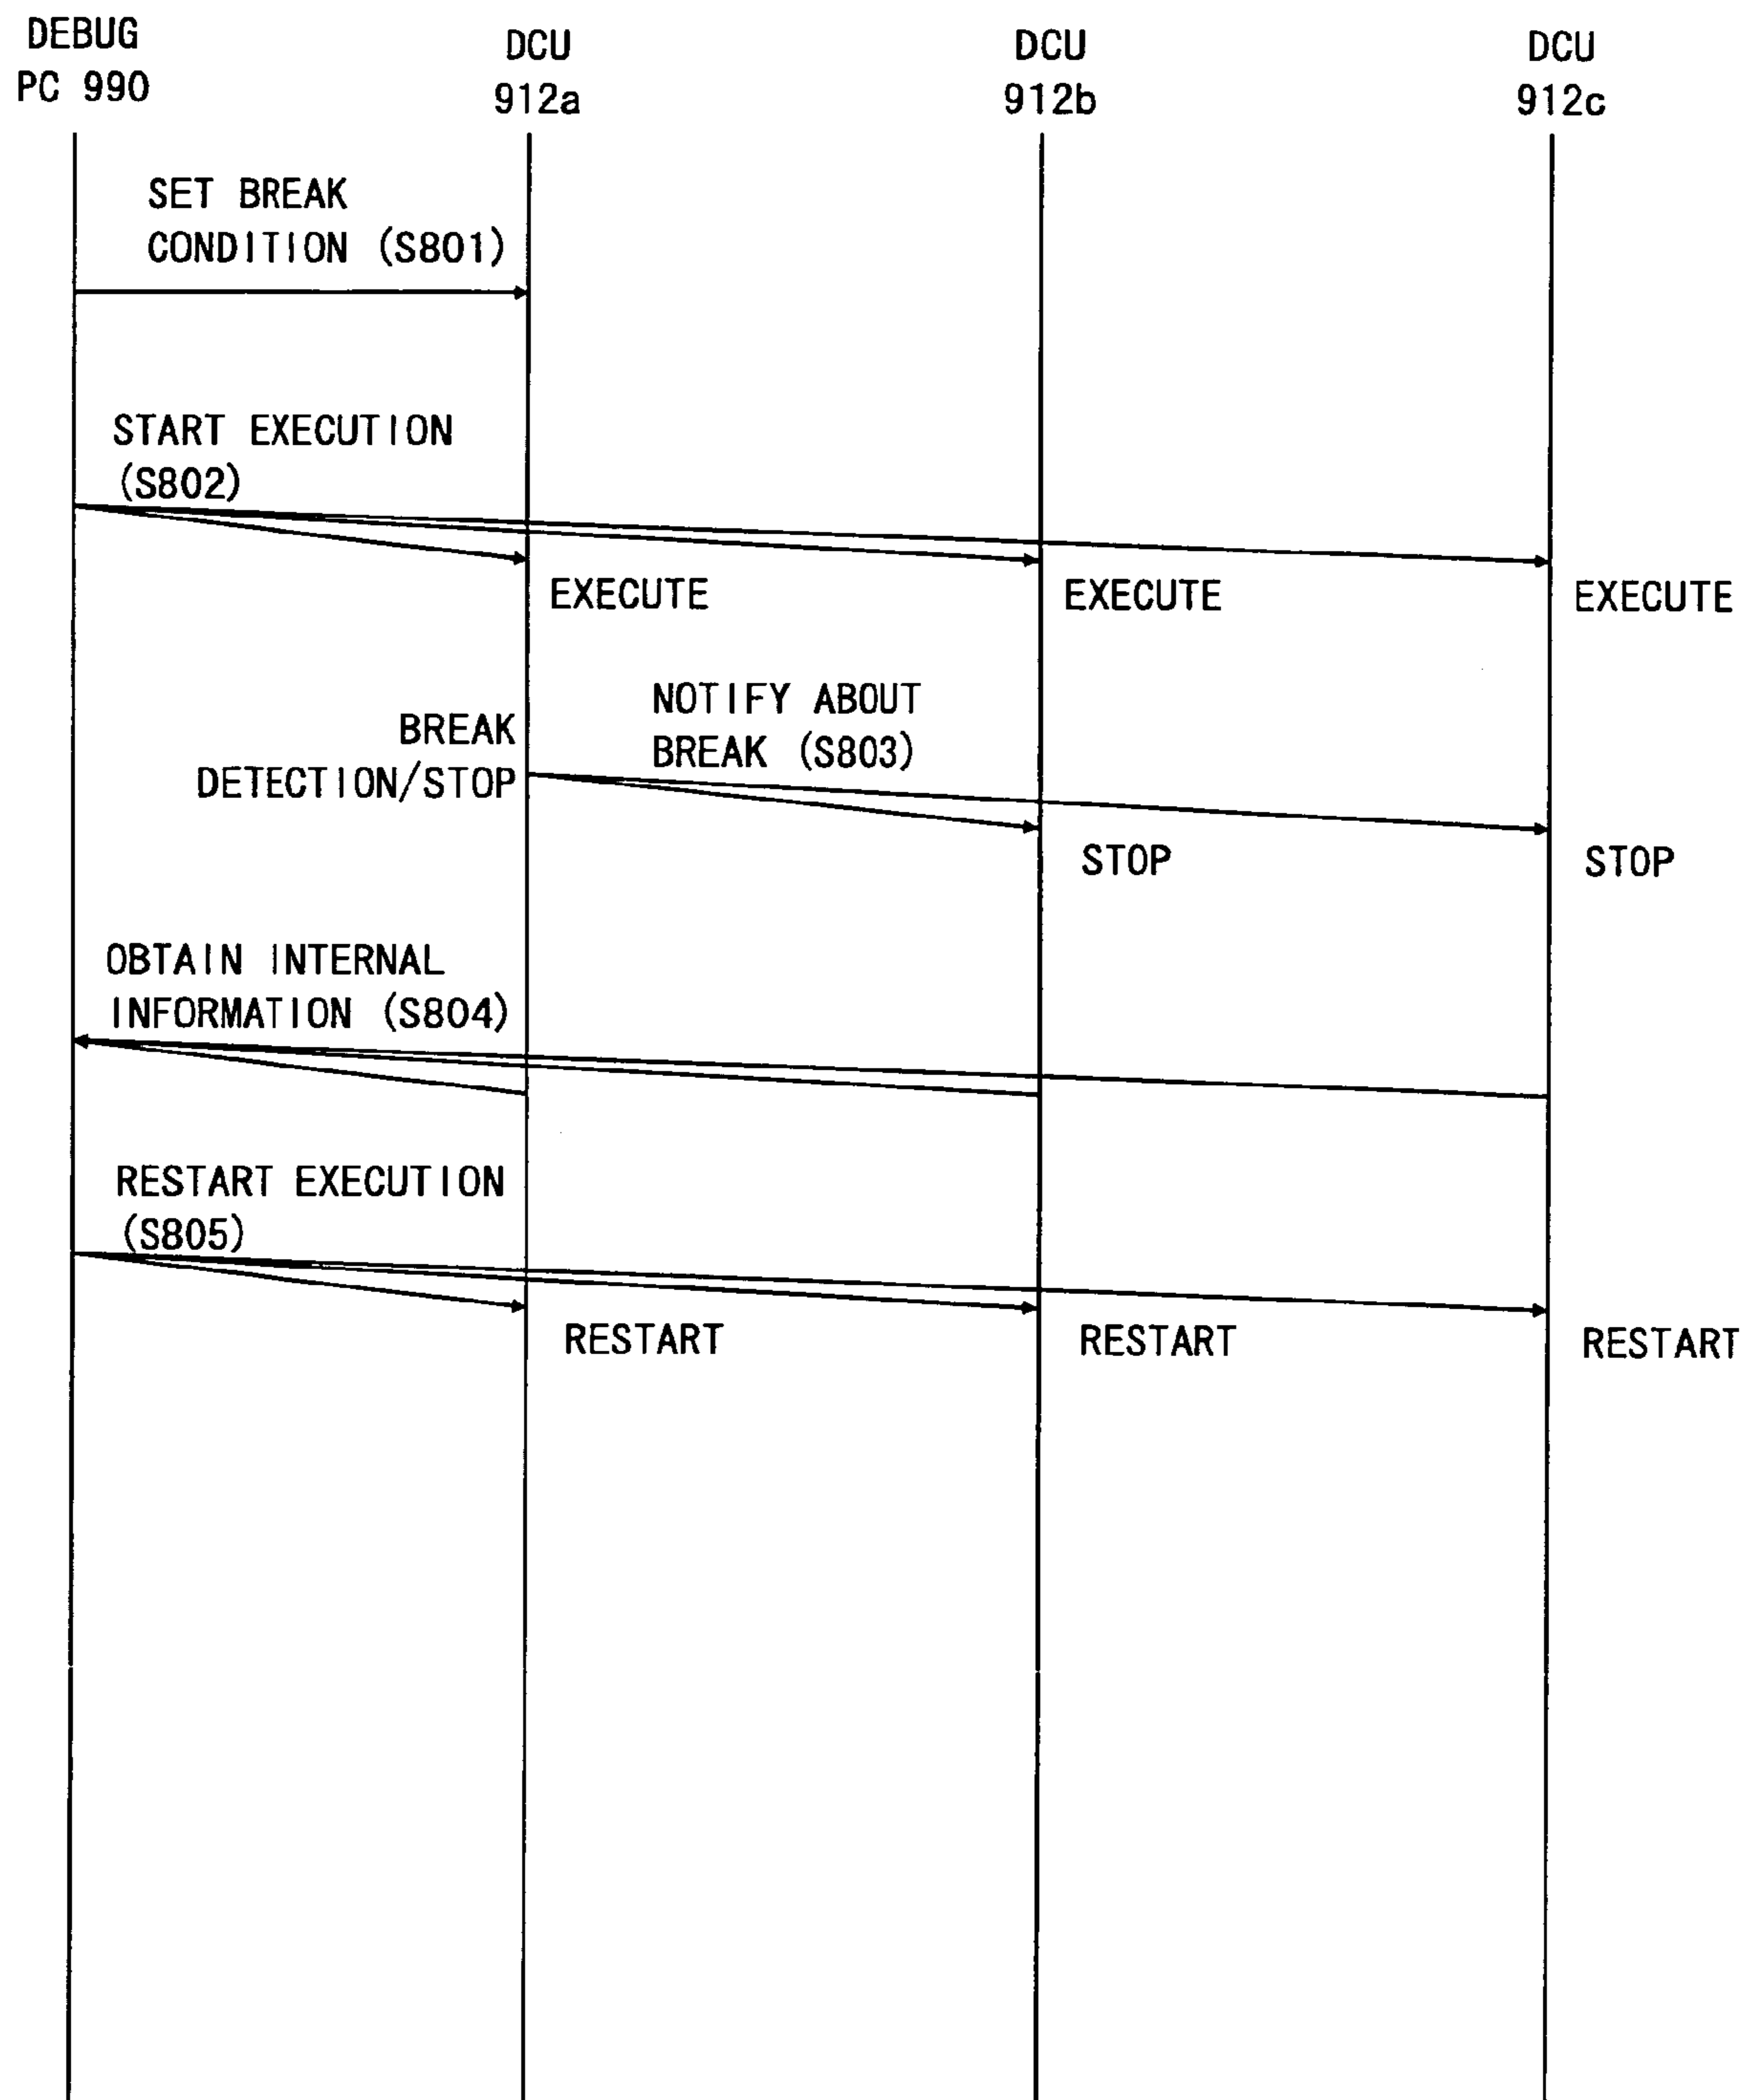 DEBUG
PC 990
DCU
912a
DCU
912b
DCU
912c
SET BREAK
CONDITION (S801)
START EXECUTION
(S802)
EXECUTE
EXECUTE
EXECUTE
BREAK
DETECTION/STOP
NOTIFY ABOUT
BREAK (S803)
STOP
STOP
OBTAIN INTERNAL
INFORMATION (S804)
RESTART EXECUTION
(S805)
RESTART
RESTART
RESTART